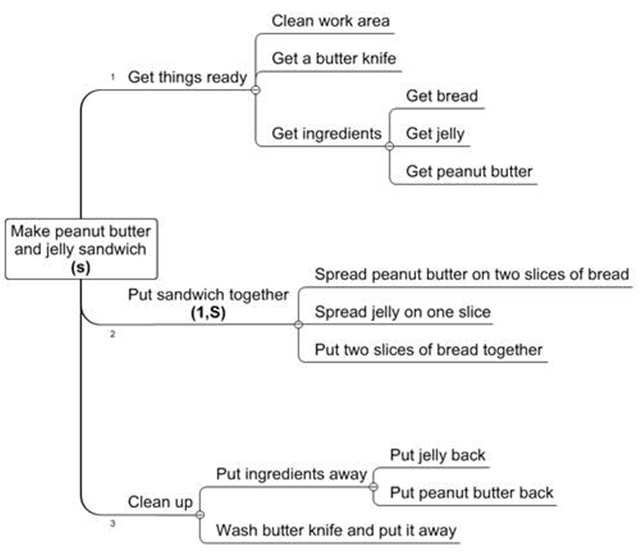 Clean work area
1 Get things ready
Get a butter knife
Get bread
Get ingredients
Get jelly
Get peanut butter
Make peanut butter
and jelly sandwich
(s)
Put sandwich together
(1,S)
2
Spread peanut butter on two slices of bread
Spread jelly on one slice
Put two slices of bread together
Clean up
3
Put ingredients away
Put jelly back
Put peanut butter back
Wash butter knife and put it away